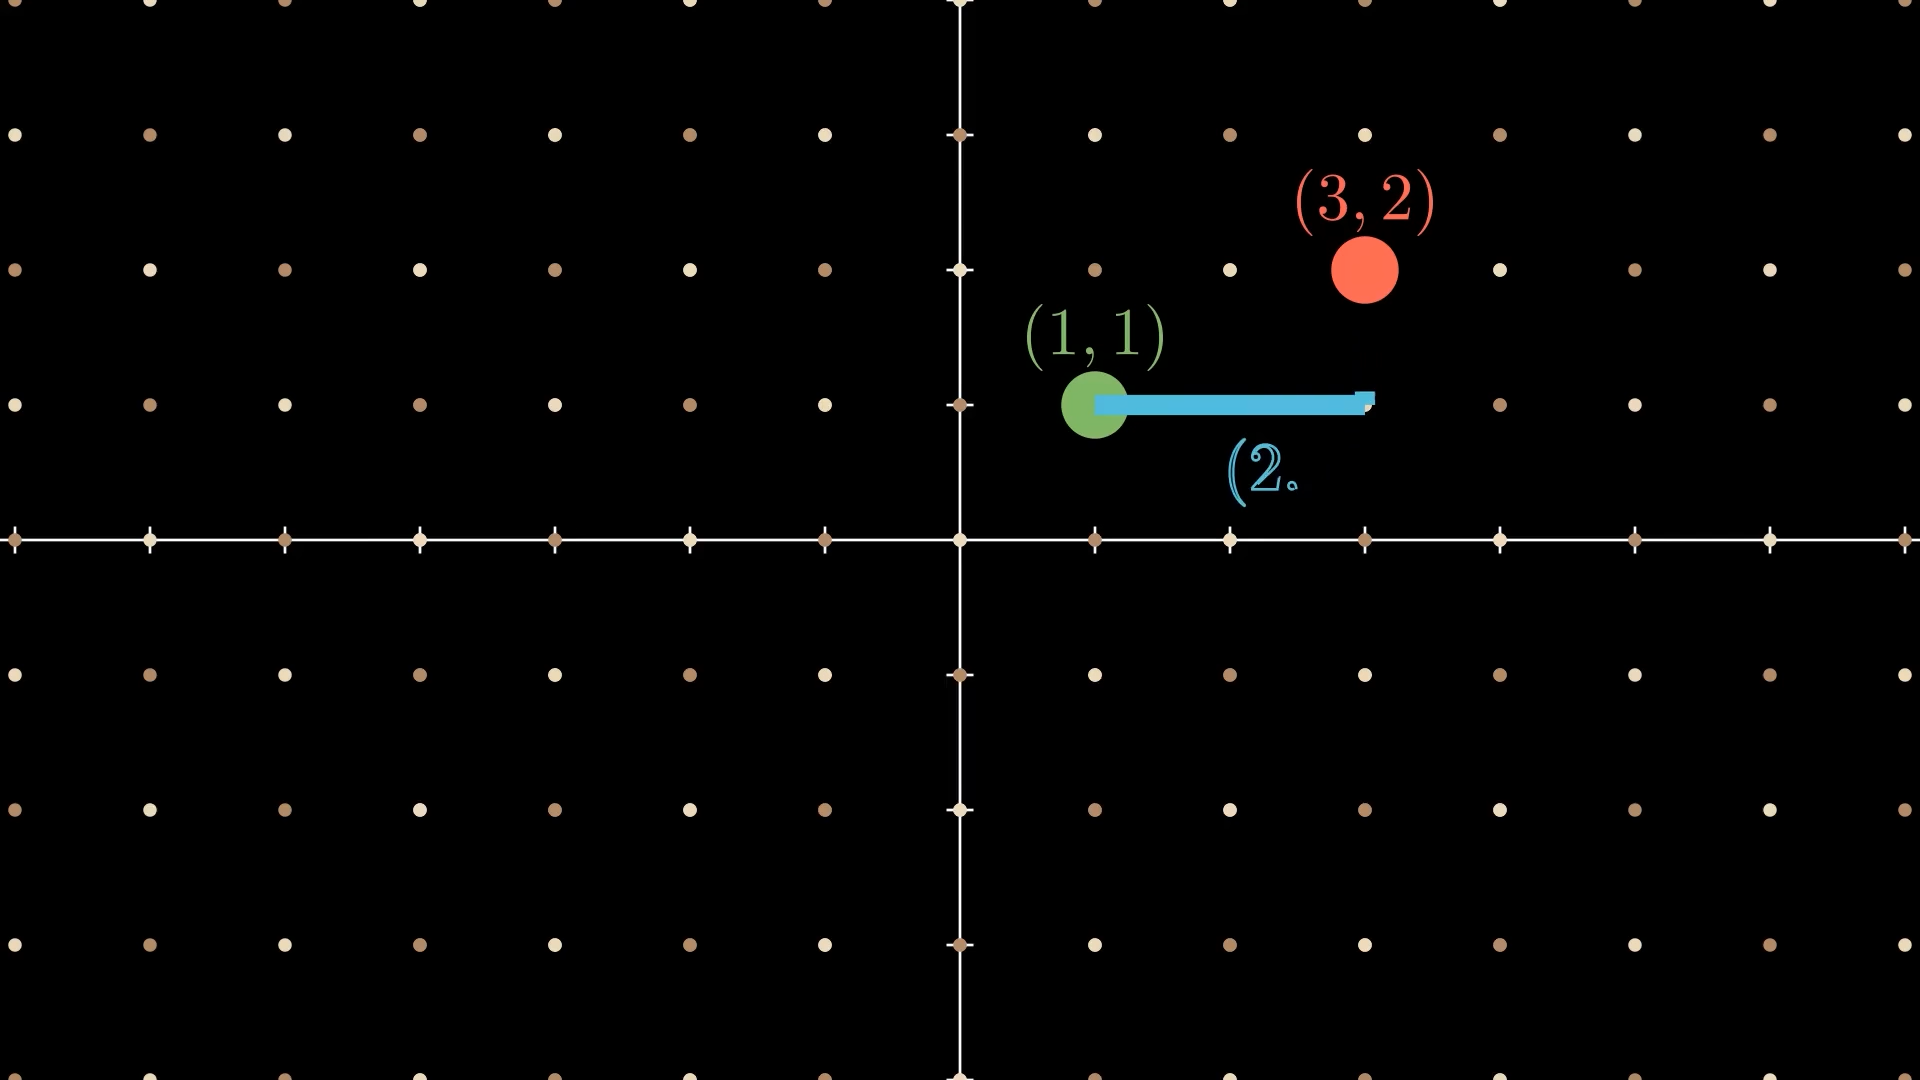 (3, 2)
(1, 1)
(2.